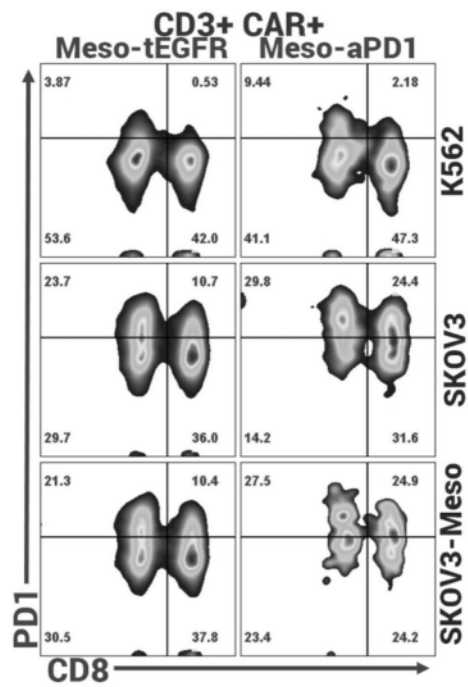 CD3+ CAR+
Meso-tEGFR Meso-aPD1
3.87 0.53 9.44 2.18
53.6 42.0 41.1 47.3
K562
23.7 10.7 29.8 24.4
29.7 36.0 14.2 31.6
SKOV3
21.3 10.4 27.5 24.9
30.5 37.8 23.4 24.2
SKOV3-Meso
PD1
CD8